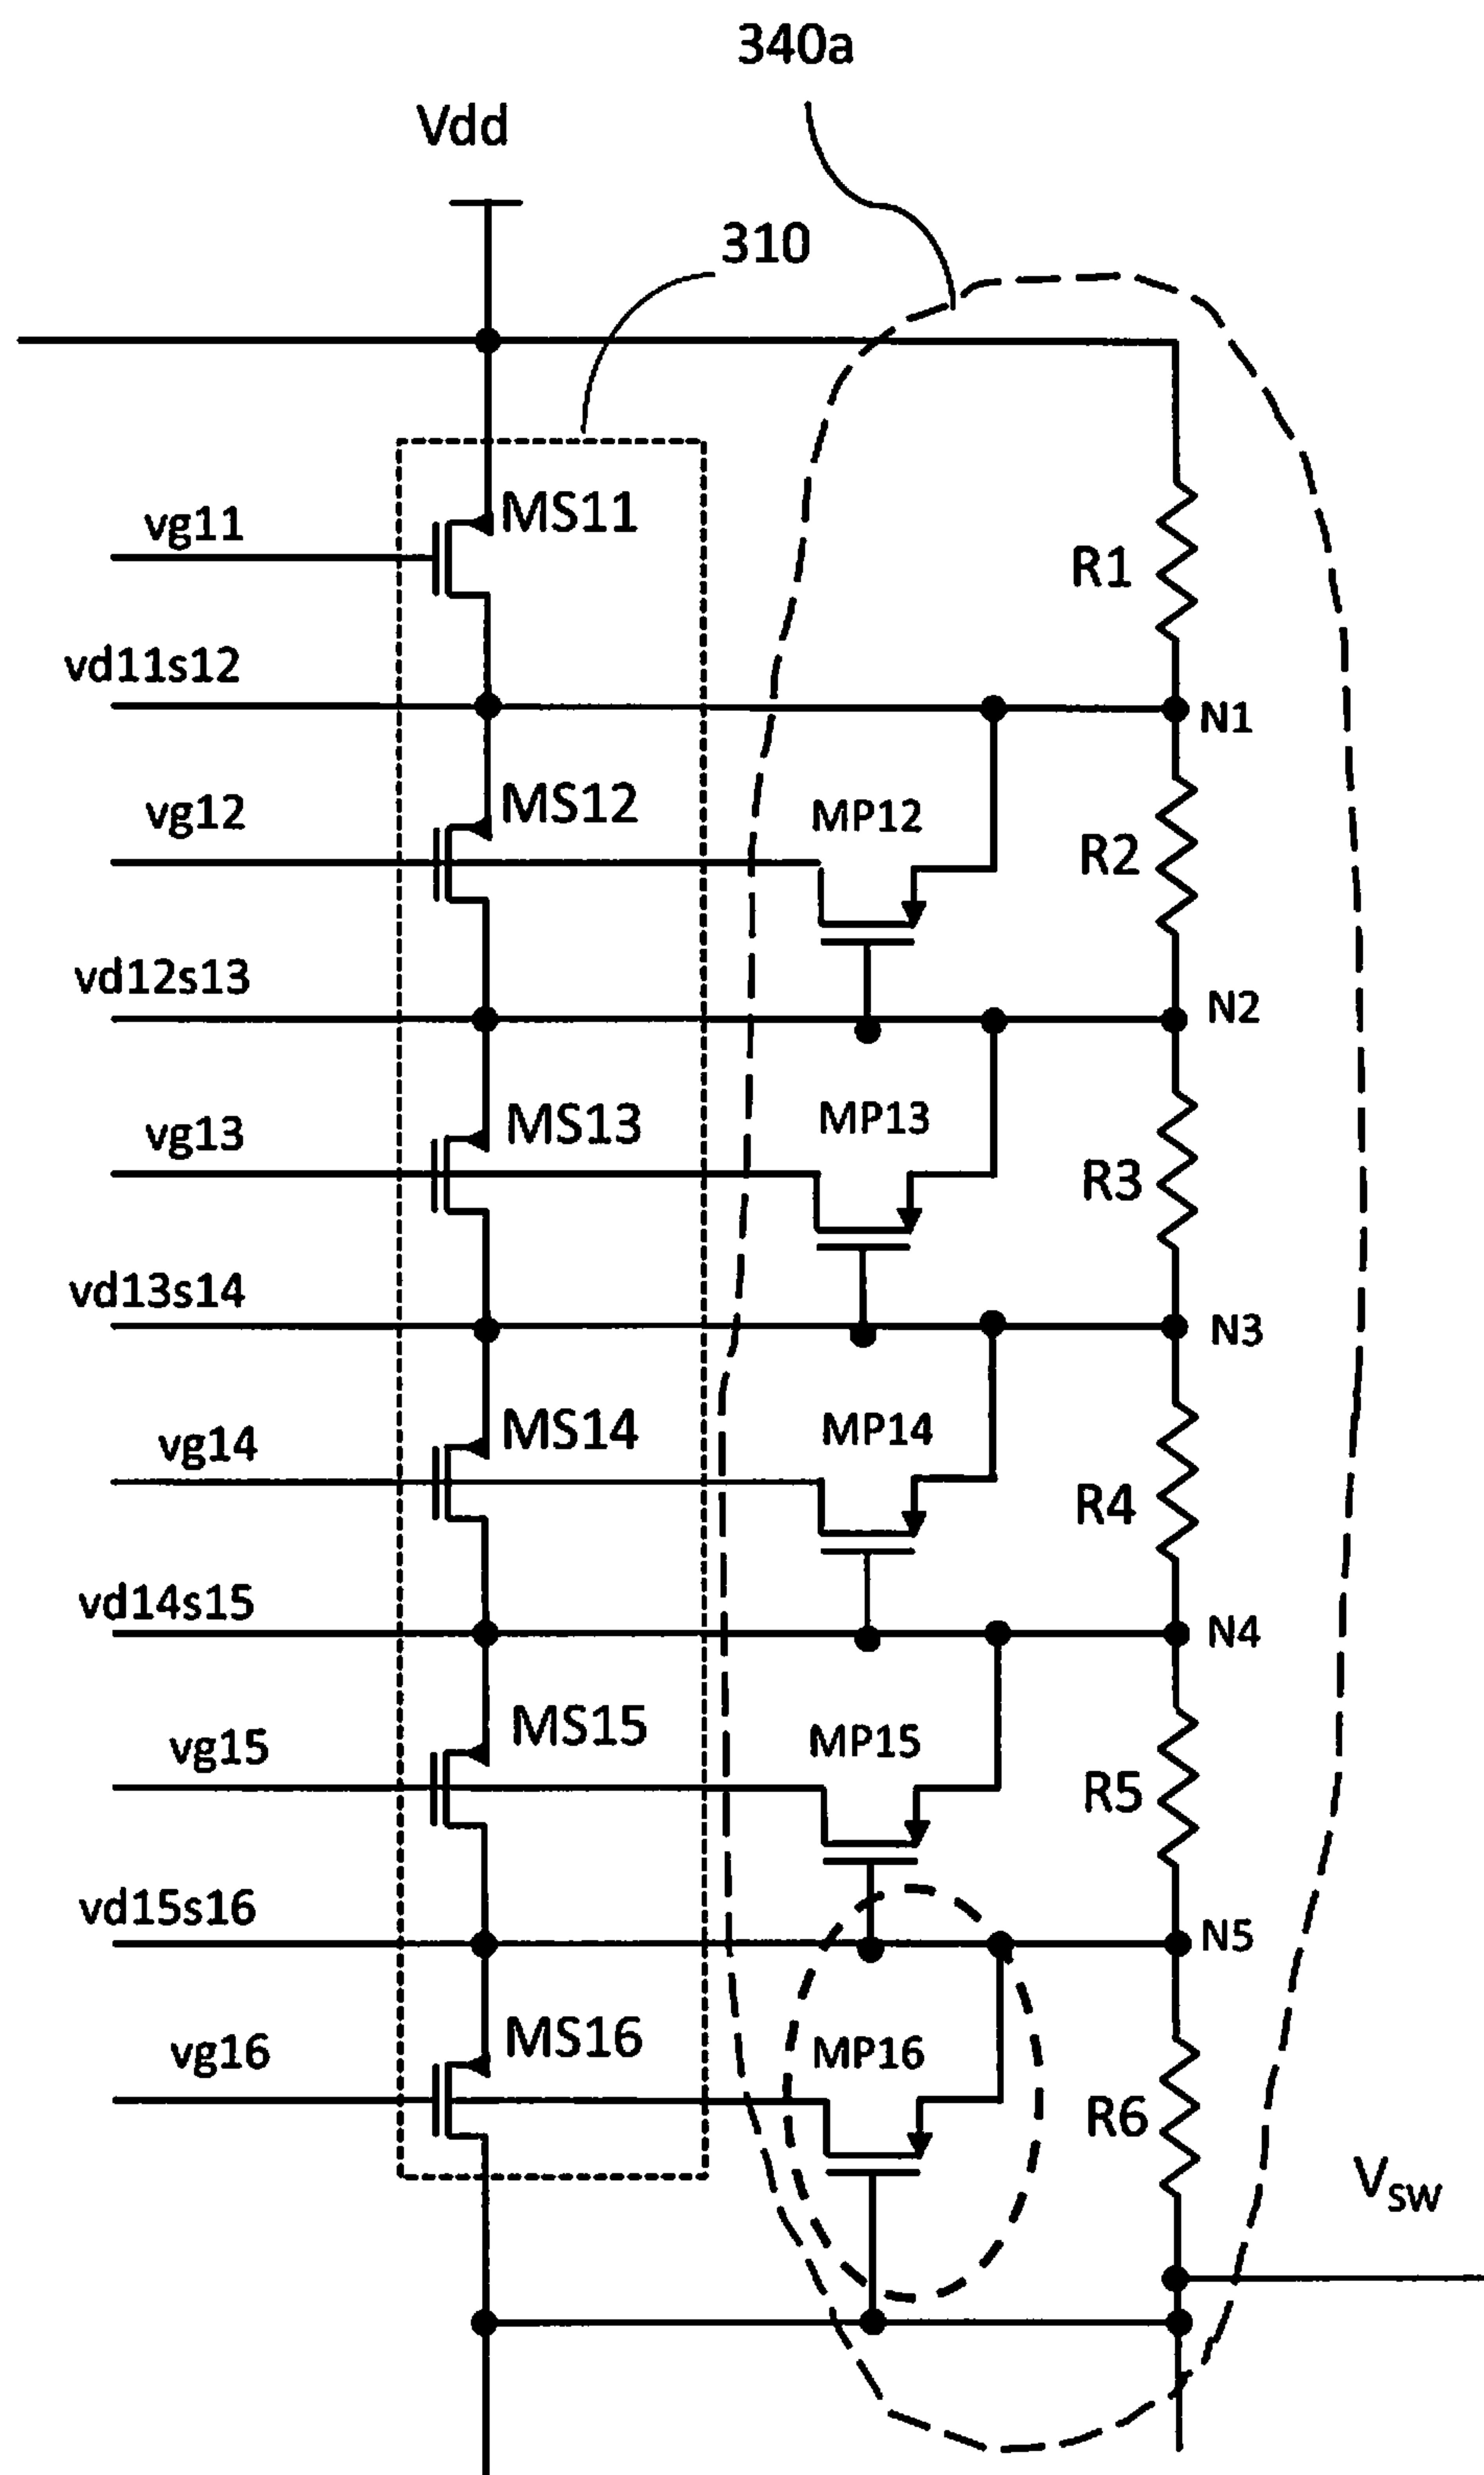 340a
Vdd
310
vg11
MS11
R1
vd11s12
N1
vg12
MS12
MP12
R2
vd12s13
N2
vg13
MS13
MP13
R3
vd13s14
N3
vg14
MS14
MP14
R4
vd14s15
N4
vg15
MS15
MP15
R5
vd15s16
N5
vg16
MS16
MP16
R6
VSW